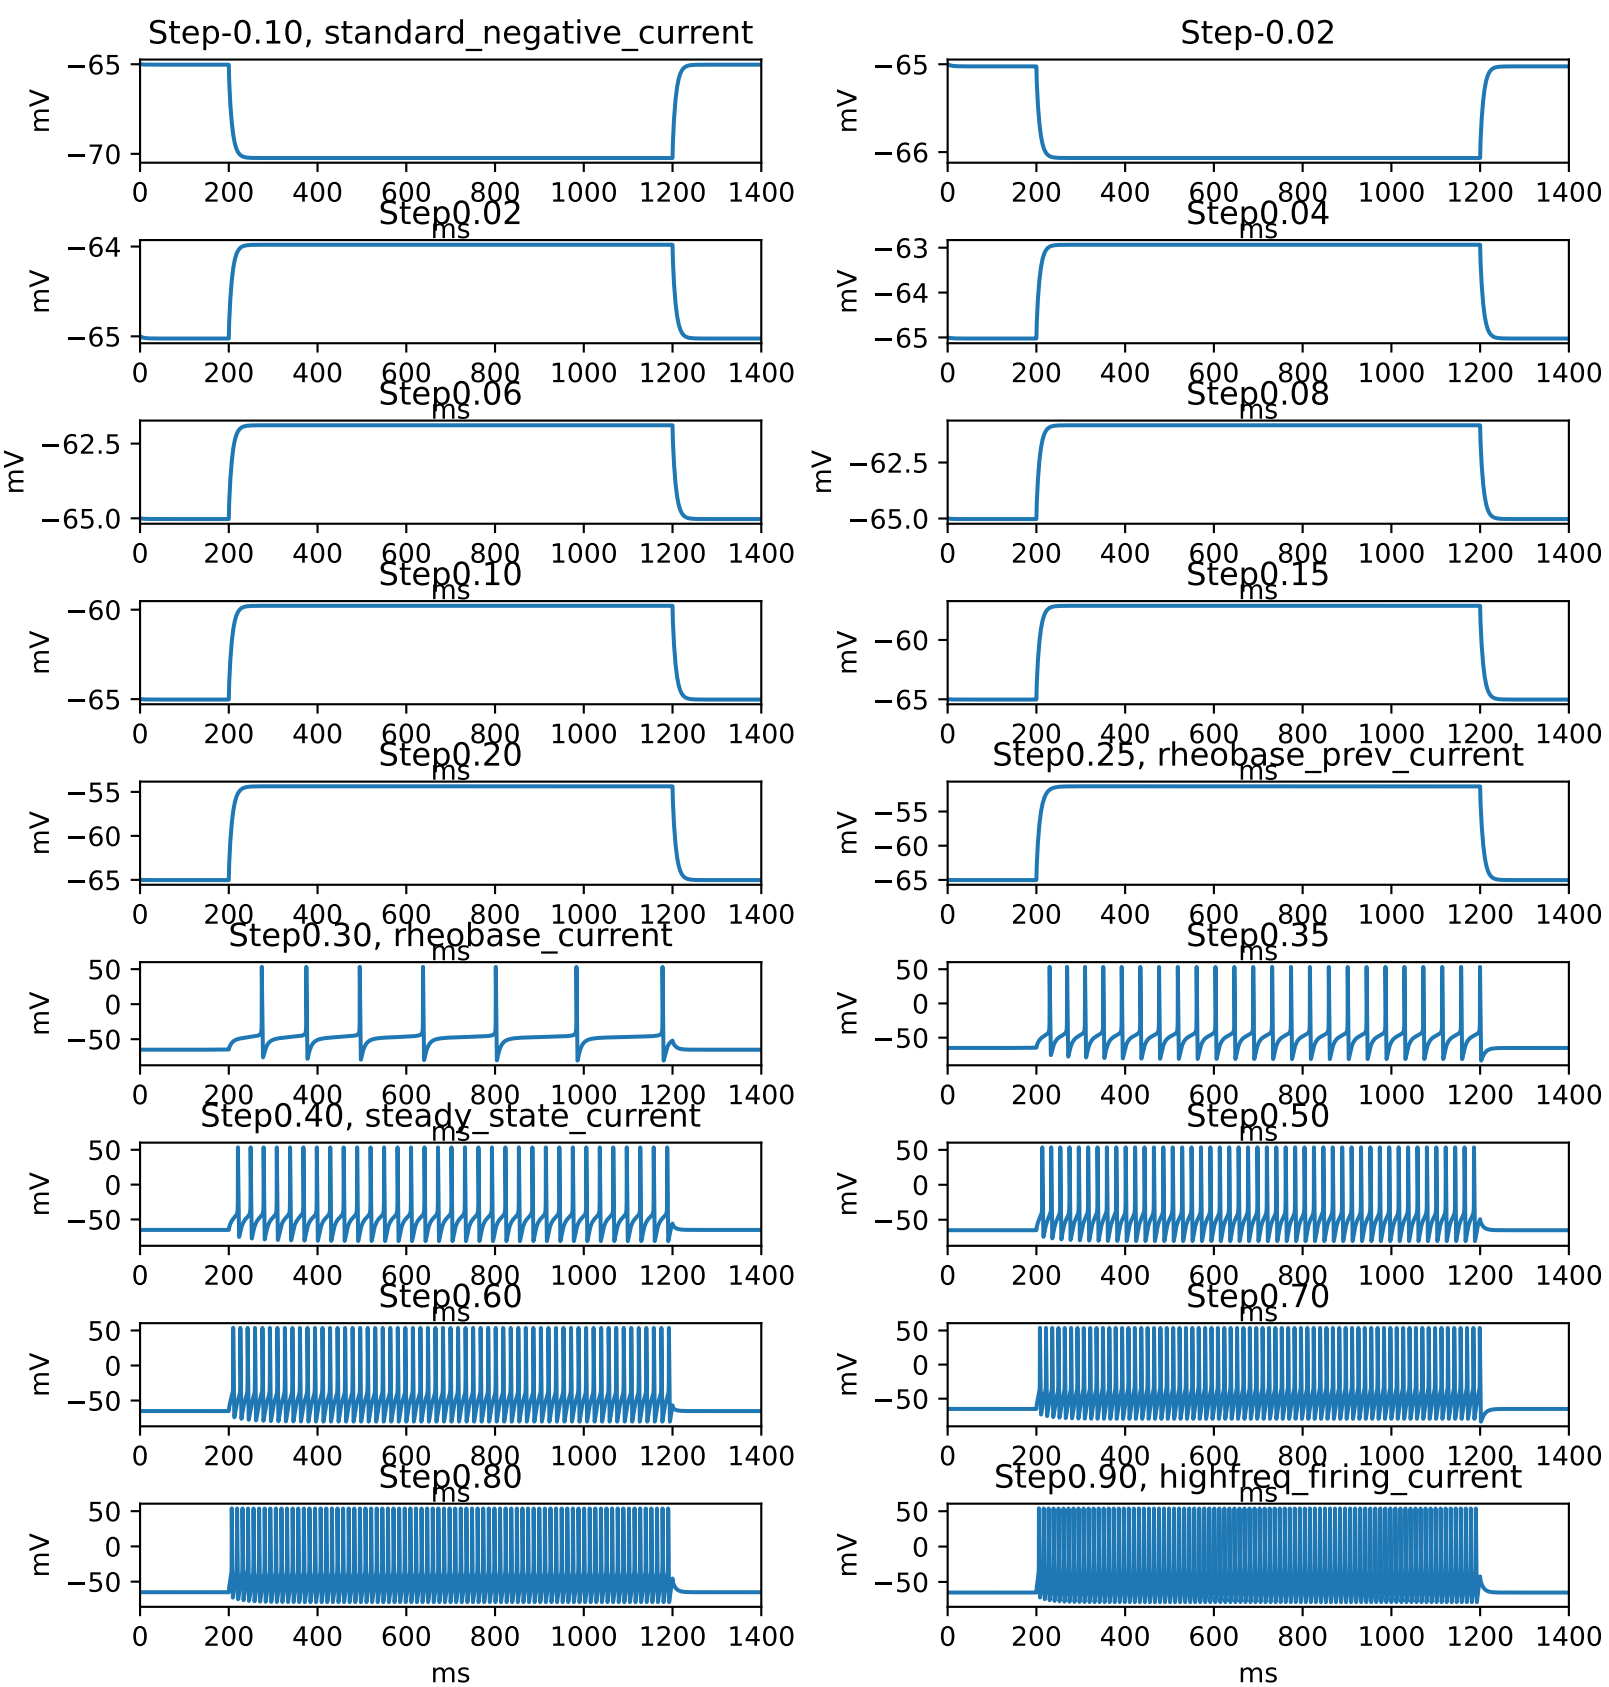 Step-0.10, standard_negative_current
Step-0.02
−65
−70
mV
0 200 400 600 800 1000 1200 1400
ms
−65
−66
mV
0 200 400 600 800 1000 1200 1400
ms
Step0.02
Step0.04
−64
−65
mV
0 200 400 600 800 1000 1200 1400
ms
−63
−64
−65
mV
0 200 400 600 800 1000 1200 1400
ms
Step0.06
Step0.08
−62.5
−65.0
mV
0 200 400 600 800 1000 1200 1400
ms
−62.5
−65.0
mV
0 200 400 600 800 1000 1200 1400
ms
Step0.10
Step0.15
−60
−65
mV
0 200 400 600 800 1000 1200 1400
ms
−60
−65
mV
0 200 400 600 800 1000 1200 1400
ms
Step0.20
Step0.25, rheobase_prev_current
−55
−60
−65
mV
0 200 400 600 800 1000 1200 1400
ms
−55
−60
−65
mV
0 200 400 600 800 1000 1200 1400
ms
Step0.30, rheobase_current
Step0.35
50
0
−50
mV
0 200 400 600 800 1000 1200 1400
ms
50
0
−50
mV
0 200 400 600 800 1000 1200 1400
ms
Step0.40, steady_state_current
Step0.50
50
0
−50
mV
0 200 400 600 800 1000 1200 1400
ms
50
0
−50
mV
0 200 400 600 800 1000 1200 1400
ms
Step0.60
Step0.70
50
0
−50
mV
0 200 400 600 800 1000 1200 1400
ms
50
0
−50
mV
0 200 400 600 800 1000 1200 1400
ms
Step0.80
Step0.90, highfreq_firing_current
50
0
−50
mV
0 200 400 600 800 1000 1200 1400
ms
50
0
−50
mV
0 200 400 600 800 1000 1200 1400
ms